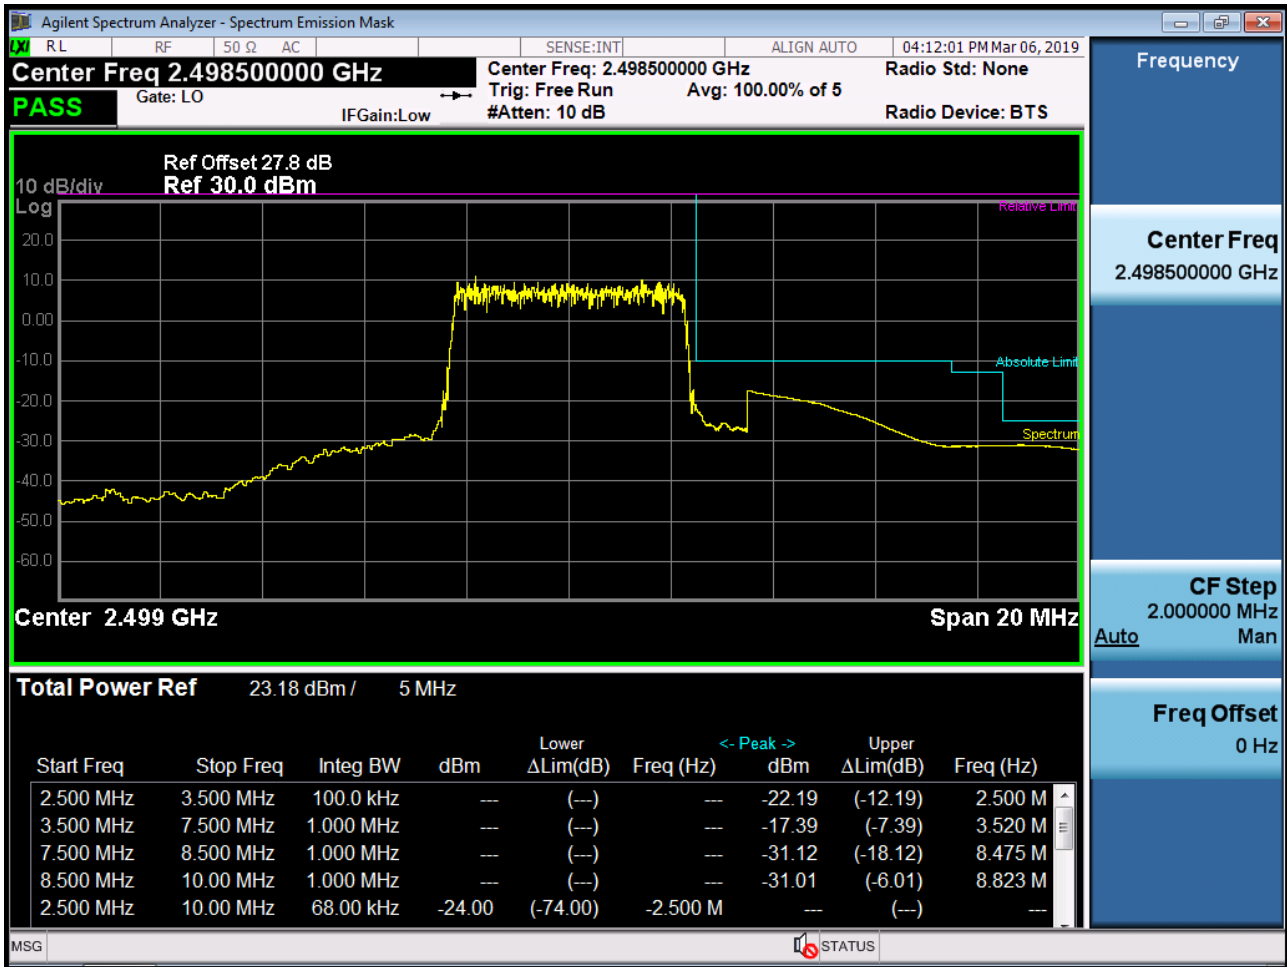 Agilent Spectrum Analyzer - Spectrum Emission Mask
LXI RL RF 50 Ω AC SENSE:INT ALIGN AUTO 04:12:01 PM Mar 06, 2019
Center Freq 2.498500000 GHz
Center Freq: 2.498500000 GHz
Radio Std: None
PASS
Gate: LO
Trig: Free Run
Avg: 100.00% of 5
IFGain:Low
#Atten: 10 dB
Radio Device: BTS
Ref Offset 27.8 dB
10 dB/div
Ref 30.0 dBm
Log
Relative Limit
20.0
10.0
0.00
-10.0
Absolute Limit
-20.0
-30.0
Spectrum
-40.0
-50.0
-60.0
Center 2.499 GHz
Span 20 MHz
Total Power Ref 23.18 dBm / 5 MHz
Lower <- Peak -> Upper
Start Freq Stop Freq Integ BW dBm ΔLim(dB) Freq (Hz) dBm ΔLim(dB) Freq (Hz)
2.500 MHz 3.500 MHz 100.0 kHz --- (---) --- -22.19 (-12.19) 2.500 M
3.500 MHz 7.500 MHz 1.000 MHz --- (---) --- -17.39 (-7.39) 3.520 M
7.500 MHz 8.500 MHz 1.000 MHz --- (---) --- -31.12 (-18.12) 8.475 M
8.500 MHz 10.00 MHz 1.000 MHz --- (---) --- -31.01 (-6.01) 8.823 M
2.500 MHz 10.00 MHz 68.00 kHz -24.00 (-74.00) -2.500 M --- (---) ---
MSG
STATUS
Frequency
Center Freq
2.498500000 GHz
CF Step
2.000000 MHz
Auto Man
Freq Offset
0 Hz